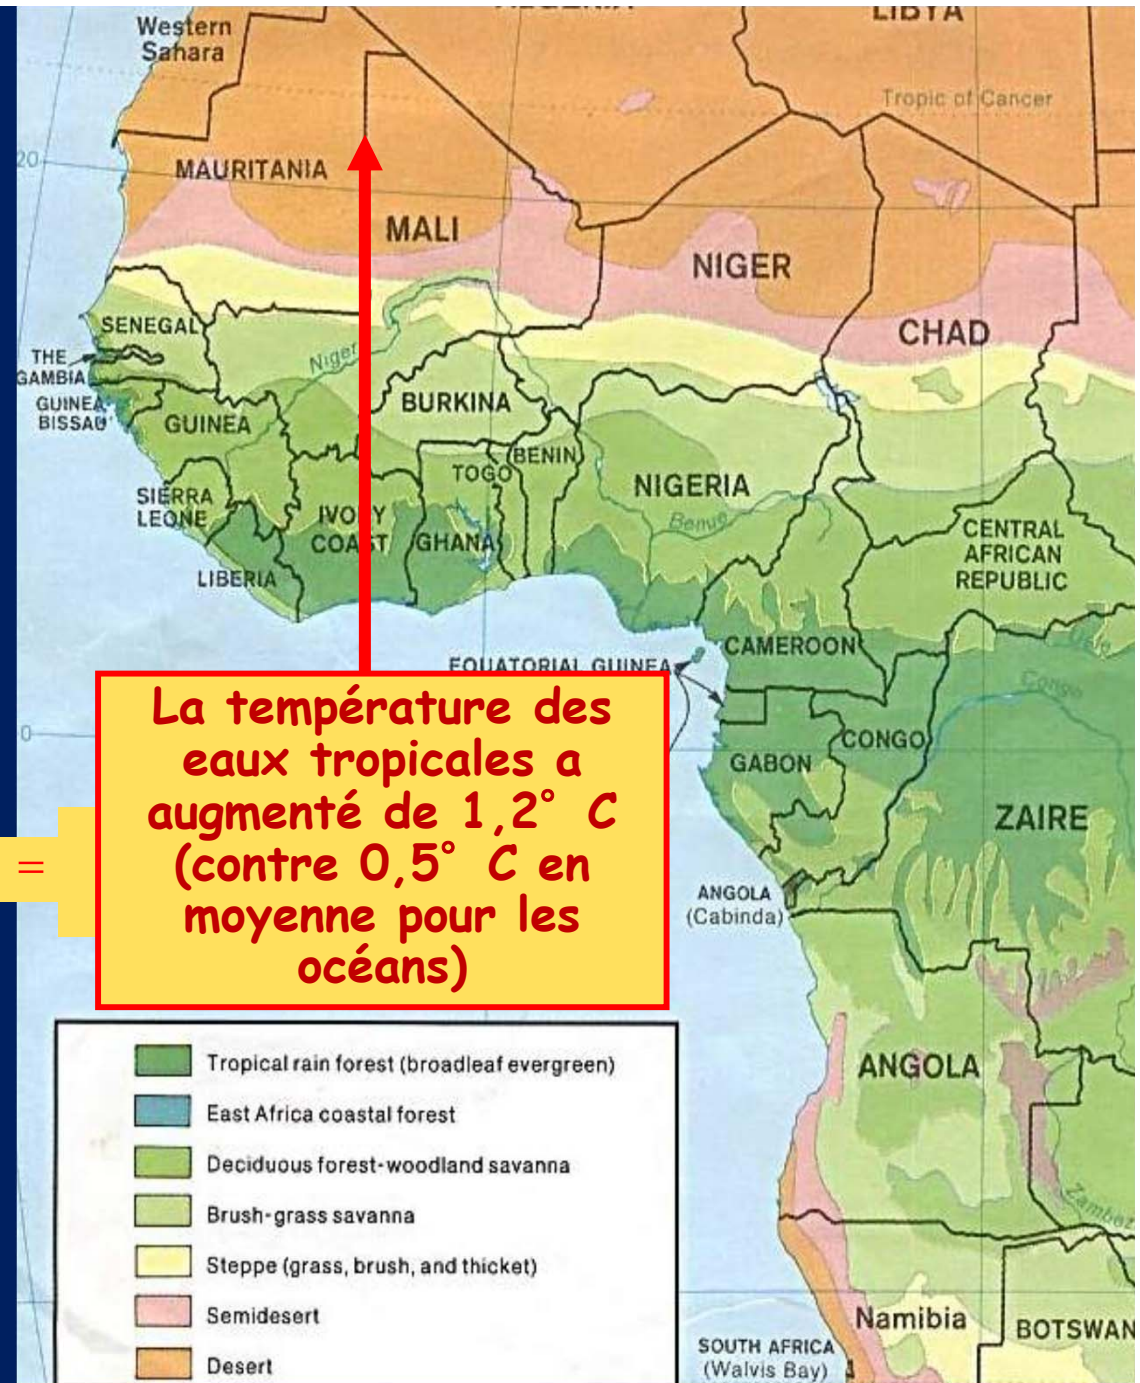 ALGERIA
LIBYA
Western
Sahara
Tropic of Cancer
20
MAURITANIA
MALI
NIGER
CHAD
SENEGAL
THE
GAMBIA
Niger
GUINEA-
BISSAU
BURKINA
GUINEA
BENIN
TOGO
NIGERIA
SIERRA
LEONE
IVORY
COAST
GHANA
Benue
CENTRAL
AFRICAN
REPUBLIC
LIBERIA
CAMEROON
EQUATORIAL GUINEA
Congo
La température des
eaux tropicales a
augmenté de 1,2° C
(contre 0,5° C en
moyenne pour les
océans)
=
0
CONGO
GABON
ZAIRE
ANGOLA
(Cabinda)
ANGOLA
Zambez
Tropical rain forest (broadleaf evergreen)
East Africa coastal forest
Deciduous forest-woodland savanna
Brush-grass savanna
Steppe (grass, brush, and thicket)
Semidesert
Desert
Namibia
BOTSWAN
SOUTH AFRICA
(Walvis Bay)